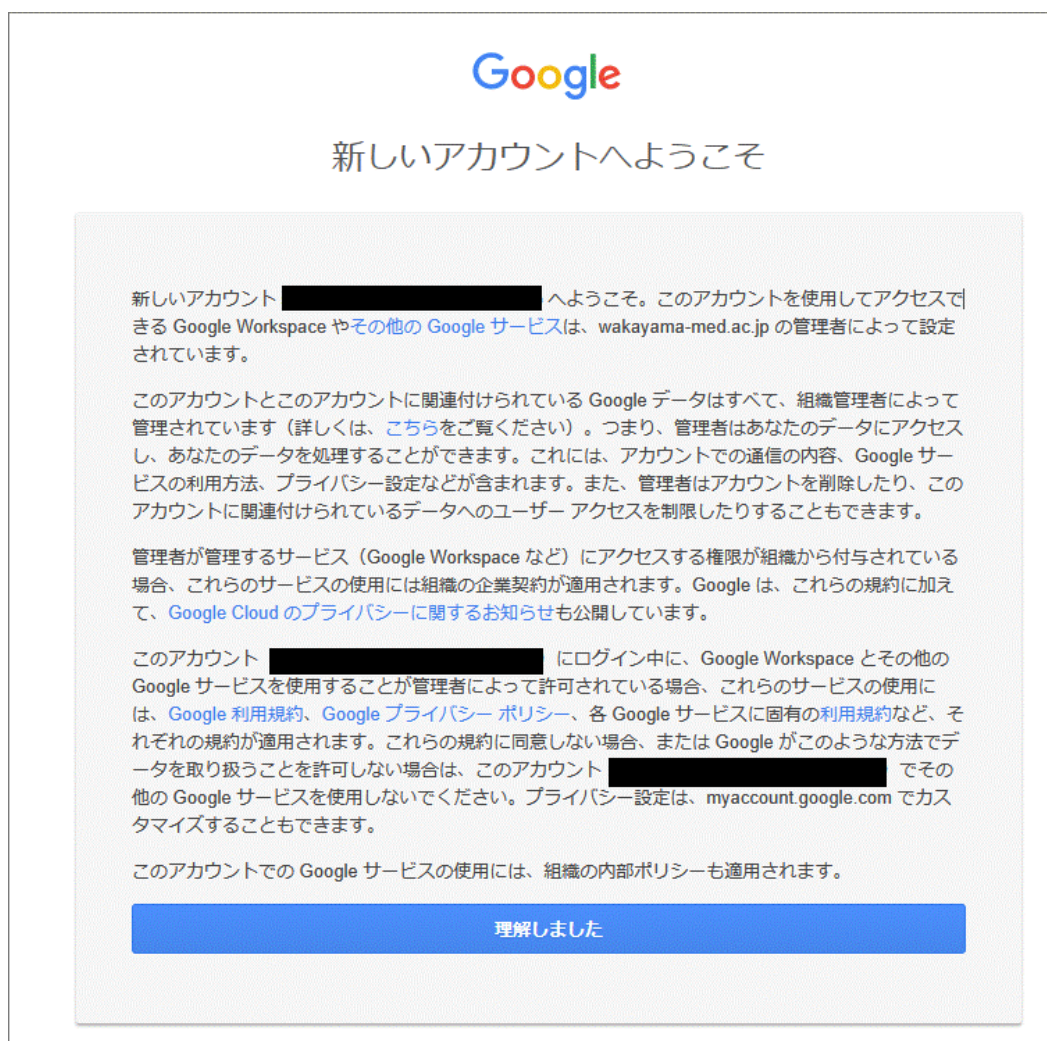 Google
新しいアカウントへようこそ
新しいアカウント へようこそ。このアカウントを使用してアクセスで
きる Google Workspace やその他の Google サービスは、wakayama-med.ac.jp の管理者によって設定
されています。
このアカウントとこのアカウントに関連付けられている Google データはすべて、組織管理者によって
管理されています（詳しくは、こちらをご覧ください）。つまり、管理者はあなたのデータにアクセス
し、あなたのデータを処理することができます。これには、アカウントでの通信の内容、Google サー
ビスの利用方法、プライバシー設定などが含まれます。また、管理者はアカウントを削除したり、この
アカウントに関連付けられているデータへのユーザー アクセスを制限したりすることもできます。
管理者が管理するサービス（Google Workspace など）にアクセスする権限が組織から付与されている
場合、これらのサービスの使用には組織の企業契約が適用されます。Google は、これらの規約に加え
て、Google Cloud のプライバシーに関するお知らせも公開しています。
このアカウント にログイン中に、Google Workspace とその他の
Google サービスを使用することが管理者によって許可されている場合、これらのサービスの使用に
は、Google 利用規約、Google プライバシー ポリシー、各 Google サービスに固有の利用規約など、そ
れぞれの規約が適用されます。これらの規約に同意しない場合、または Google がこのような方法でデ
ータを取り扱うことを許可しない場合は、このアカウント でその
他の Google サービスを使用しないでください。プライバシー設定は、myaccount.google.com でカス
タマイズすることもできます。
このアカウントでの Google サービスの使用には、組織の内部ポリシーも適用されます。
理解しました